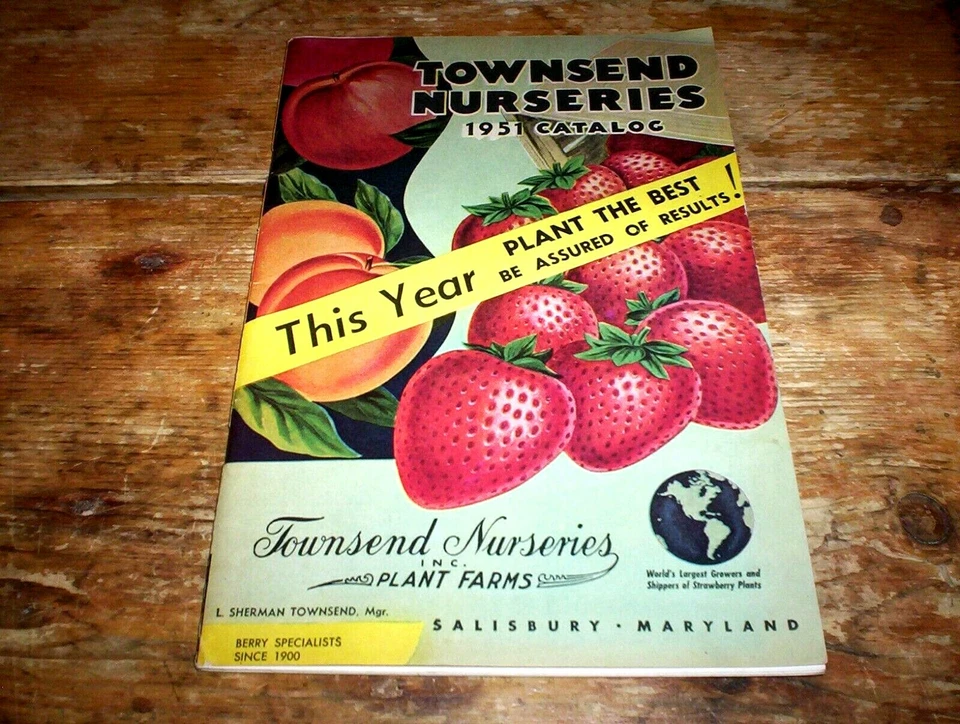 TOWNSEND
NURSERIES
1951 CATALOG
This Year
PLANT THE BEST
BE ASSURED OF RESULTS!
Townsend Nurseries
INC.
PLANT FARMS
World's Largest Growers and
Shippers of Strawberry Plants
L. SHERMAN TOWNSEND, Mgr.
SALISBURY · MARYLAND
BERRY SPECIALISTS
SINCE 1900